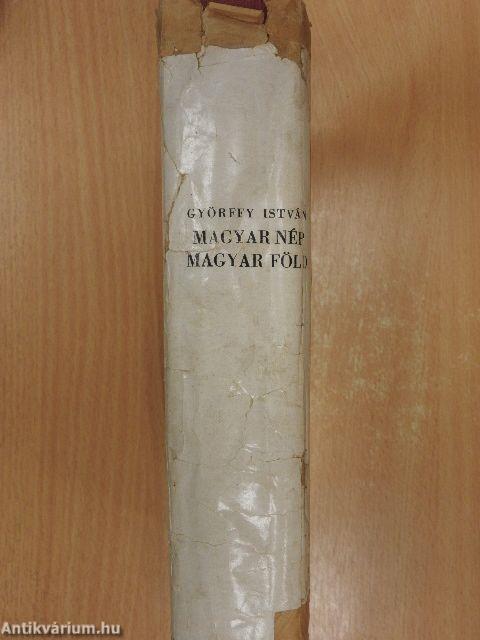 GYÖRFFY ISTVÁN
MAGYAR NÉP
MAGYAR FÖLD
Antikvárium.hu